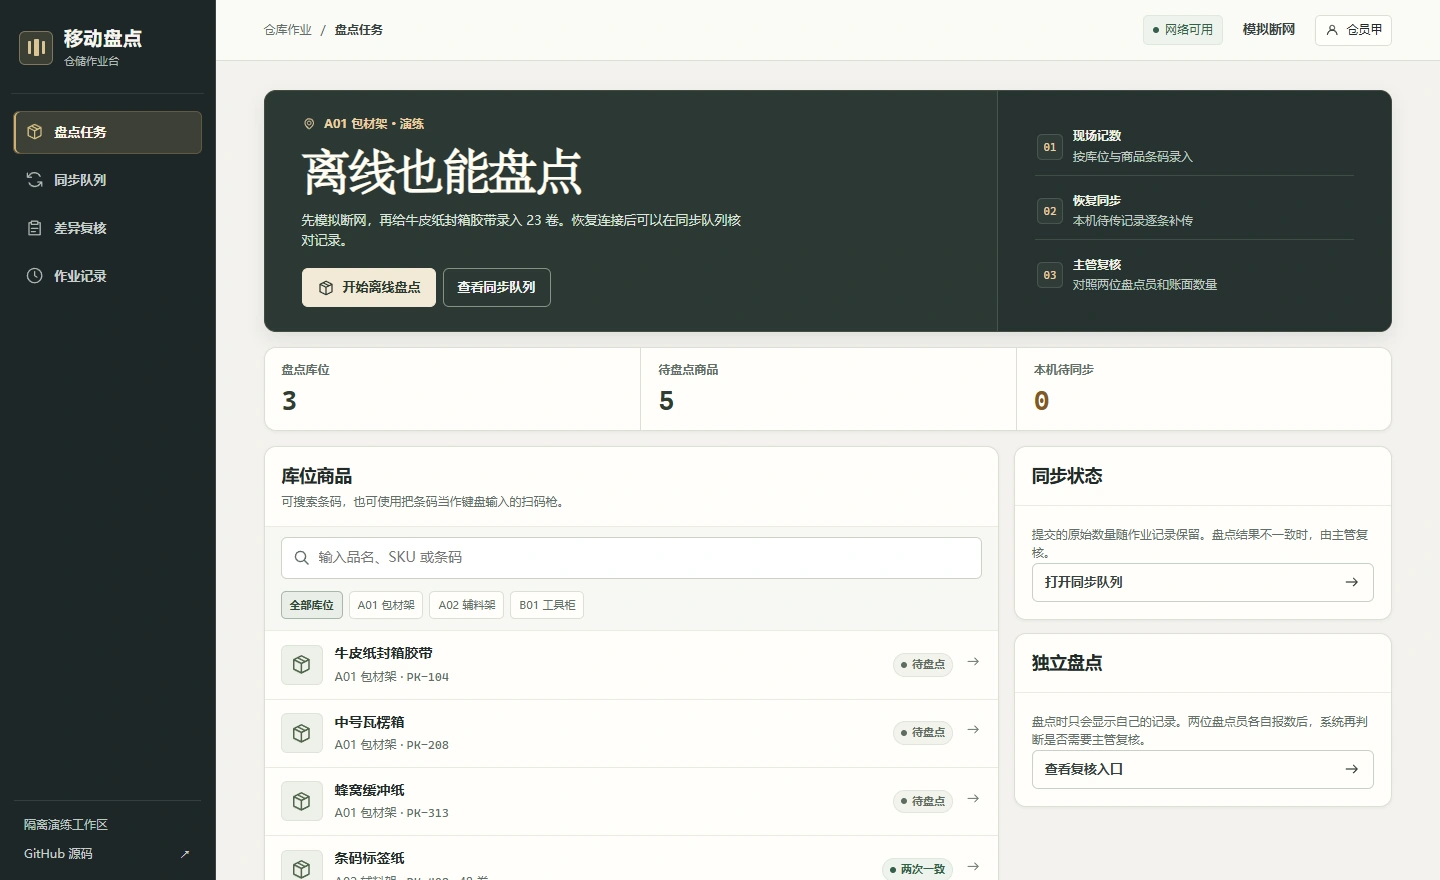 移动盘点
仓储作业台
盘点任务
同步队列
差异复核
作业记录
隔离演练工作区
GitHub 源码 ↗
仓库作业 / 盘点任务
网络可用
模拟断网
仓员甲
A01 包材架 • 演练
离线也能盘点
先模拟断网，再给牛皮纸封箱胶带录入 23 卷。恢复连接后可以在同步队列核
对记录。
开始离线盘点
查看同步队列
01
现场记数
按库位与商品条码录入
02
恢复同步
本机待传记录逐条补传
03
主管复核
对照两位盘点员和账面数量
盘点库位
3
待盘点商品
5
本机待同步
0
库位商品
可搜索条码，也可使用把条码当作键盘输入的扫码枪。
输入品名、SKU 或条码
全部库位
A01 包材架
A02 辅料架
B01 工具柜
牛皮纸封箱胶带
A01 包材架 · PK-104
待盘点 →
中号瓦楞箱
A01 包材架 · PK-208
待盘点 →
蜂窝缓冲纸
A01 包材架 · PK-313
待盘点 →
条码标签纸
两次一致 →
同步状态
提交的原始数量随作业记录保留。盘点结果不一致时，由主管复
核。
打开同步队列 →
独立盘点
盘点时只会显示自己的记录。两位盘点员各自报数后，系统再判
断是否需要主管复核。
查看复核入口 →